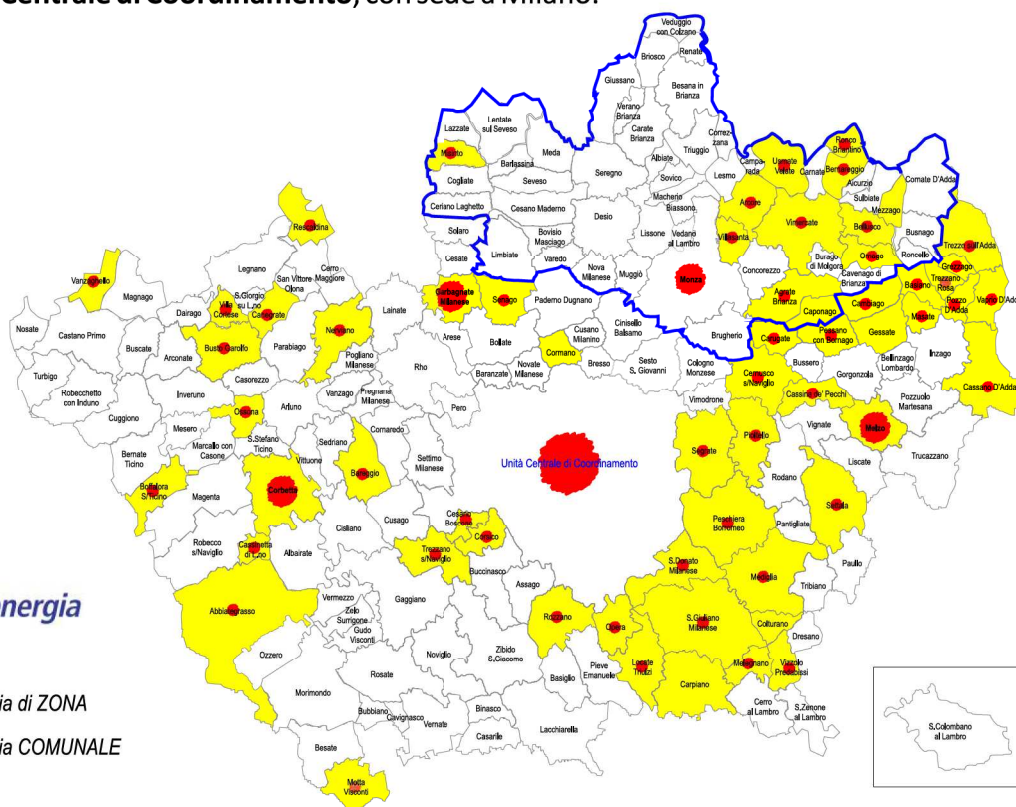 Centrale di Coordinamento, con sede a Milano.
Veduggio
con Colzano
Renate
Briosco
Giussano
Besana in
Brianza
Verano
Brianza
Carate
Brianza
Lentate
sul Seveso
Lazzate
Misinto
Meda
Barlassina
Cogliate
Seveso
Seregno
Albiate
Triuggio
Correz-
zana
Sovico
Lesmo
Campa-
rada
Usmate
Velate
Carnate
Ronco
Briantino
Bernareggio
Aicurzio
Sulbiate
Mezzago
Cornate D'Adda
Ceriano Laghetto
Cesano Maderno
Desio
Macherio
Biassono
Arcore
Vimercate
Bellusco
Busnago
Solaro
Bovisio
Masciago
Lissone
Vedano
al Lambro
Villasanta
Omago
Roncello
Trezzo sull'Adda
Cesate
Limbiate
Varedo
Nova
Milanese
Muggiò
Monza
Concorezzo
Burago
di Molgora
Cavenago di
Brianza
Grezzago
Trezzano
Rosa
Basiano
Vaprio D'Adda
Pozzo
D'Adda
Masate
Rescaldina
Vanzaghello
Magnago
Legnano
Cerro
Maggiore
San Vittore
Olona
S.Giorgio
su L.no
Villa
Cortese
Dairago
Canegrate
Nerviano
Lainate
Garbagnate
Milanese
Senago
Paderno Dugnano
Agrate
Brianza
Caponago
Cambiago
Gessate
Pessano
con Bornago
Carugate
Brugherio
Nosate
Castano Primo
Buscate
Arconate
Busto Garolfo
Parabiago
Pogliano
Milanese
Arese
Bollate
Cormano
Cusano
Milanino
Cinisello
Balsamo
Bussero
Bellinzago
Lombardo
Inzago
Turbigo
Robecchetto
con Induno
Casorezzo
Rho
Baranzate
Novate
Milanese
Bresso
Sesto
S. Giovanni
Cologno
Monzese
Cernusco
s/Naviglio
Gorgonzola
Cassano D'Adda
Cuggiono
Inveruno
Arluno
Vanzago
Pregnana
Milanese
Pero
Vimodrone
Cassina de' Pecchi
Pozzuolo
Martesana
Mesero
Ossona
Marcallo con
Casone
S.Stefano
Ticino
Sedriano
Cornaredo
Vignate
Melzo
Bernate
Ticino
Vittuone
Settimo
Milanese
Pioltello
Segrate
Liscate
Trucazzano
Boffalora
S/Ticino
Magenta
Corbetta
Bareggio
Unità Centrale di Coordinamento
Rodano
Settala
Robecco
s/Naviglio
Cassinetta
di L.no
Albairate
Cisliano
Cusago
Cesano
Boscone
Corsico
Trezzano
s/Naviglio
Peschiera
Borromeo
Pantigliate
Buccinasco
Assago
S.Donato
Milanese
Mediglia
Paullo
Tribiano
Abbiategrasso
Vermezzo
Zelo
Surrigone
Gudo
Visconti
Gaggiano
Rozzano
Opera
S.Giuliano
Milanese
Colturano
Dresano
energia
Ozzero
Noviglio
Zibido
S.Giacomo
Pieve
Emanuele
Locate
Triulzi
Melegnano
Vizzolo
Predabissi
Rosate
Basiglio
Carpiano
Morimondo
Bubbiano
Calvignasco
Vernate
Binasco
Casarile
Lacchiarella
Cerro
al Lambro
S.Zenone
al Lambro
S.Colombano
al Lambro
ia di ZONA
ia COMUNALE
Besate
Motta
Visconti